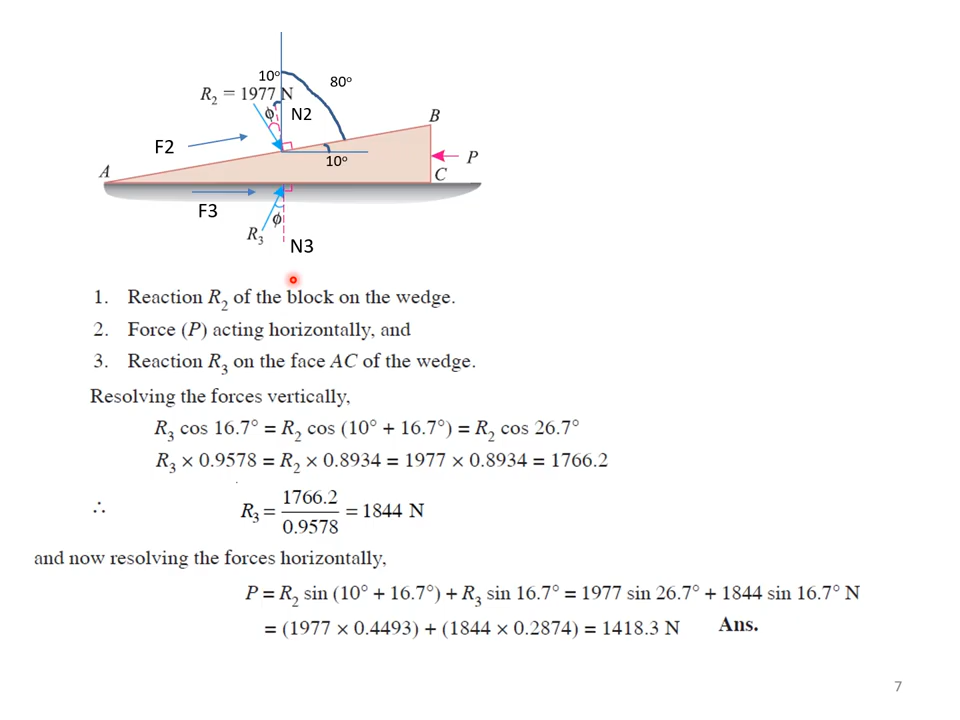 10° 80°
R₂ = 1977 N
ϕ N2
B
F2
10° P
A C
F3 ϕ
R₃ N3
1. Reaction R₂ of the block on the wedge.
2. Force (P) acting horizontally, and
3. Reaction R₃ on the face AC of the wedge.
Resolving the forces vertically,
R₃ cos 16.7° = R₂ cos (10° + 16.7°) = R₂ cos 26.7°
R₃ × 0.9578 = R₂ × 0.8934 = 1977 × 0.8934 = 1766.2
∴ R₃ = 1766.2 / 0.9578 = 1844 N
and now resolving the forces horizontally,
P = R₂ sin (10° + 16.7°) + R₃ sin 16.7° = 1977 sin 26.7° + 1844 sin 16.7° N
= (1977 × 0.4493) + (1844 × 0.2874) = 1418.3 N Ans.
7